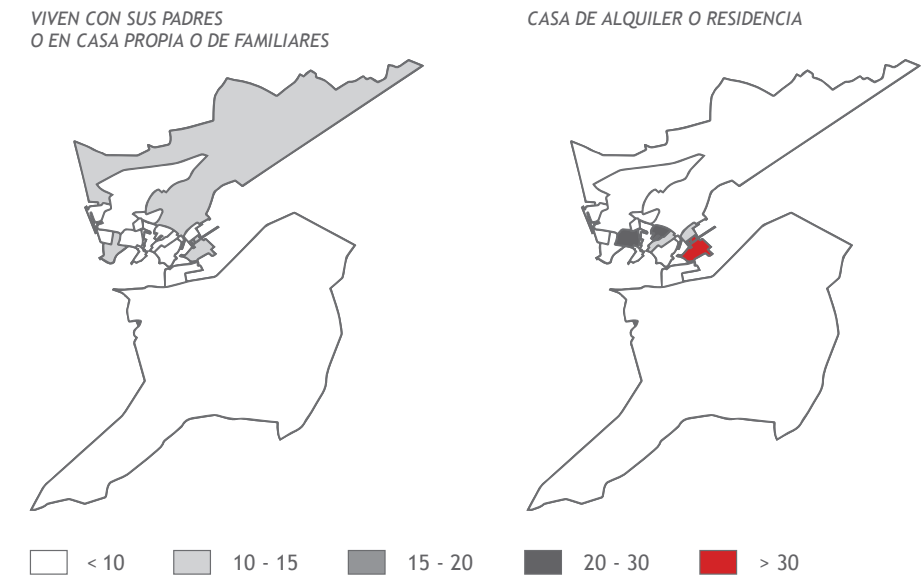 VIVEN CON SUS PADRES
O EN CASA PROPIA O DE FAMILIARES
CASA DE ALQUILER O RESIDENCIA
< 10
10 - 15
15 - 20
20 - 30
> 30